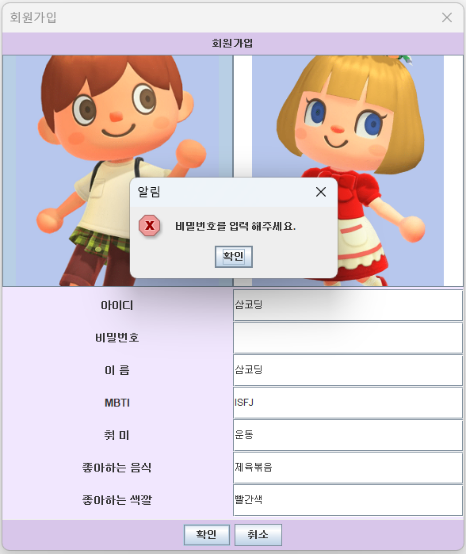 회원가입
회원가입
알림
비밀번호를 입력 해주세요.
확인
아이디
삼코딩
비밀번호
이 름
삼코딩
MBTI
ISFJ
취 미
운동
좋아하는 음식
제육볶음
좋아하는 색깔
빨간색
확인
취소